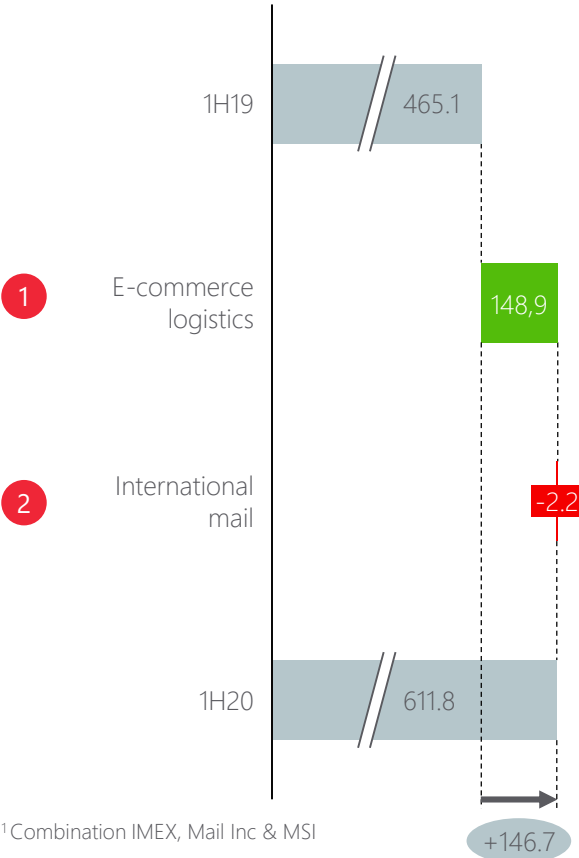 1H19
465.1
1
E-commerce
logistics
148,9
2
International
mail
-2.2
1H20
611.8
¹ Combination IMEX, Mail Inc & MSI
+146.7